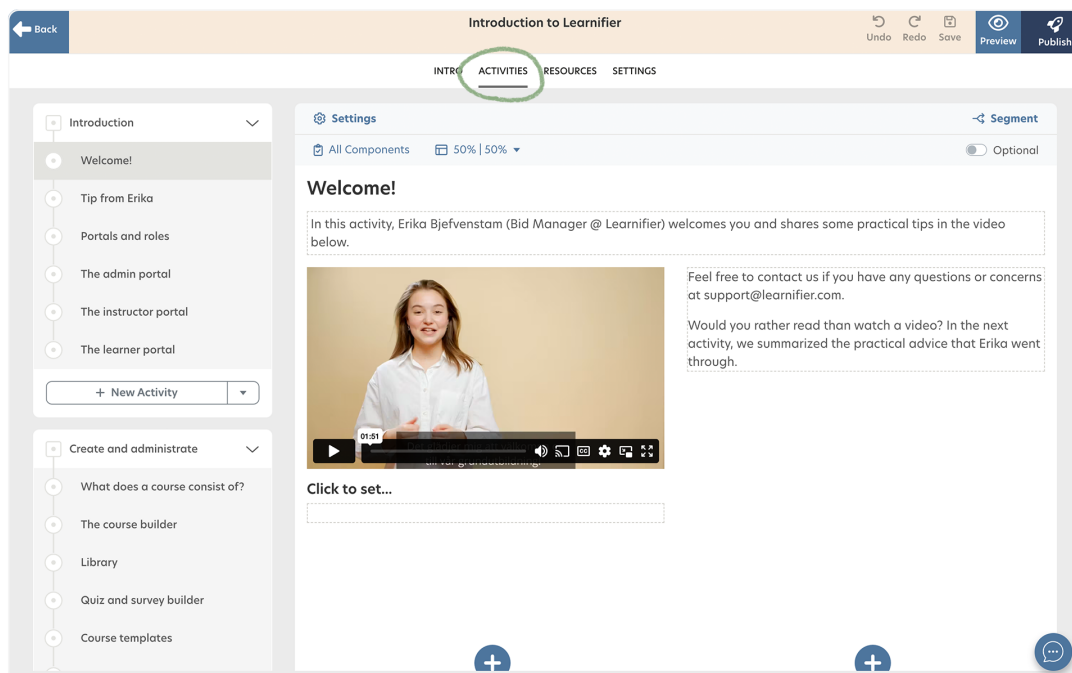 Back
Introduction to Learnifier
Undo
Redo
Save
Preview
Publish
INTRO
ACTIVITIES
RESOURCES
SETTINGS
Introduction
Welcome!
Tip from Erika
Portals and roles
The admin portal
The instructor portal
The learner portal
+ New Activity
Create and administrate
What does a course consist of?
The course builder
Library
Quiz and survey builder
Course templates
Settings
Segment
All Components
50% | 50%
Optional
Welcome!
In this activity, Erika Bjefvenstam (Bid Manager @ Learnifier) welcomes you and shares some practical tips in the video
below.
01:51
CC
Click to set...
Feel free to contact us if you have any questions or concerns
at support@learnifier.com.
Would you rather read than watch a video? In the next
activity, we summarized the practical advice that Erika went
through.